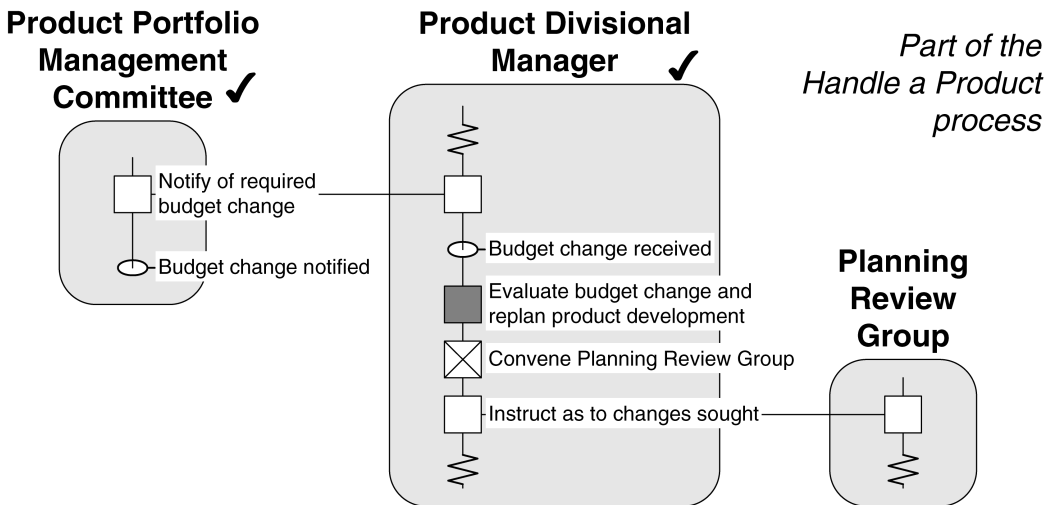 Product Portfolio
Management
Committee
Product Divisional
Manager
Part of the
Handle a Product
process
Notify of required
budget change
Budget change notified
Budget change received
Evaluate budget change and
replan product development
Convene Planning Review Group
Instruct as to changes sought
Planning
Review
Group